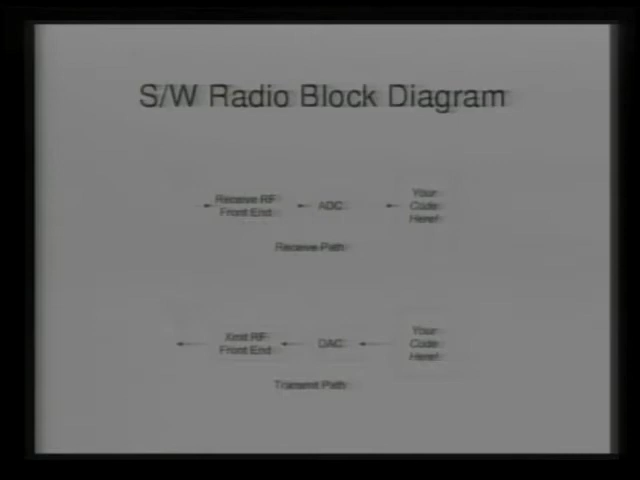 S/W Radio Block Diagram
Receive RF
Front End
ADC
Your
Code
Here!
Receive Path
Xmit RF
Front End
DAC
Your
Code
Here!
Transmit Path